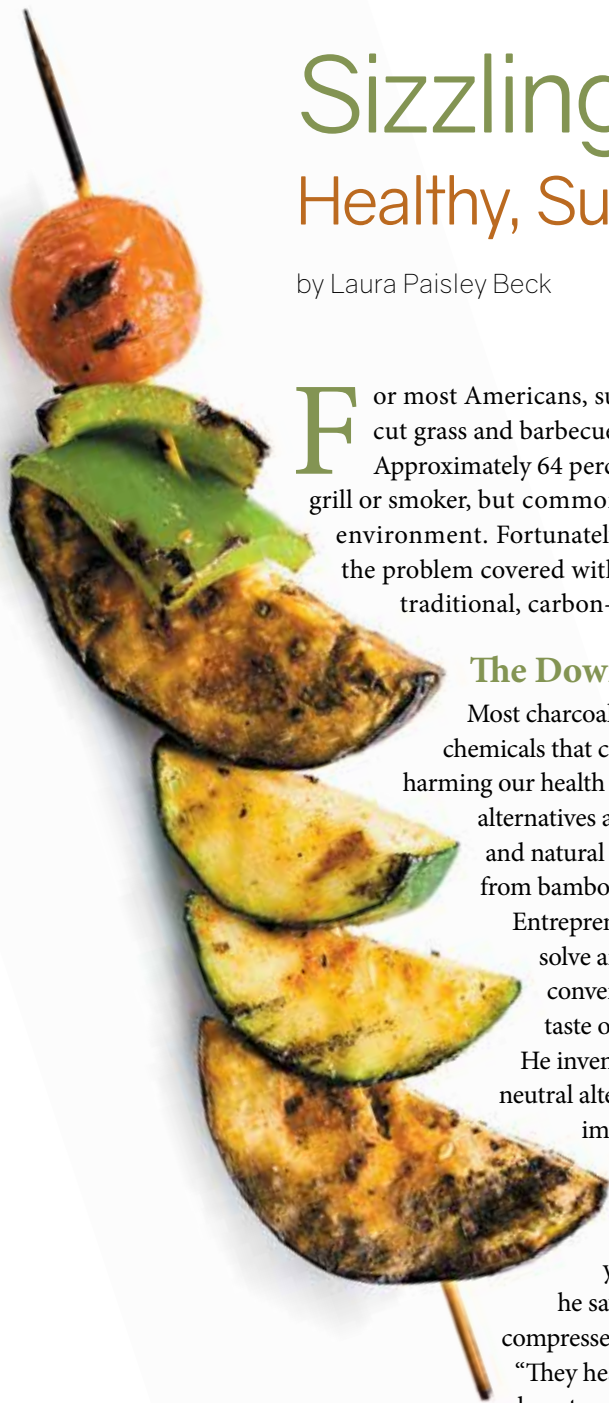 Sizzling
Healthy, Su
by Laura Paisley Beck
For most Americans, su
cut grass and barbecue
Approximately 64 perc
grill or smoker, but commo
environment. Fortunatel
the problem covered with
traditional, carbon-
The Dow
Most charcoal
chemicals that c
harming our health
alternatives a
and natural
from bambo
Entrepren
solve a
conve
taste o
He inven
neutral alte
im
y
he sa
compresse
“They hea